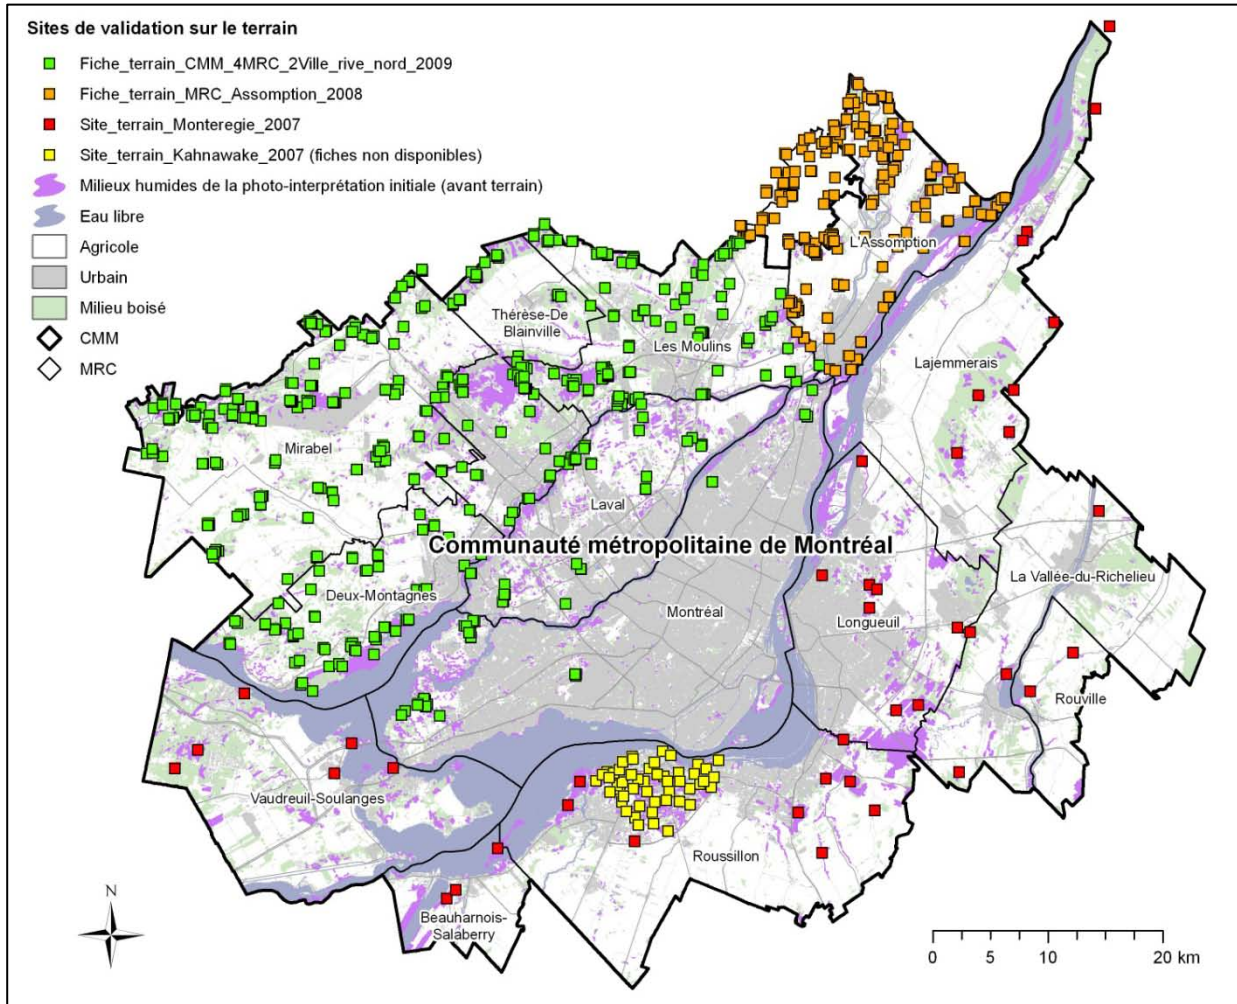 Sites de validation sur le terrain
Fiche_terrain_CMM_4MRC_2Ville_rive_nord_2009
Fiche_terrain_MRC_Assomption_2008
Site_terrain_Monteregie_2007
Site_terrain_Kahnawake_2007 (fiches non disponibles)
Milieux humides de la photo-interprétation initiale (avant terrain)
Eau libre
Agricole
Urbain
Milieu boisé
CMM
MRC
L'Assomption
Thérèse-De
Blainville
Les Moulins
Lajemmerais
Mirabel
Laval
Communauté métropolitaine de Montréal
La Vallée-du-Richelieu
Deux-Montagnes
Montréal
Longueuil
Rouville
Vaudreuil-Soulanges
Roussillon
Beauharnois-
Salaberry
N
0 5 10 20 km